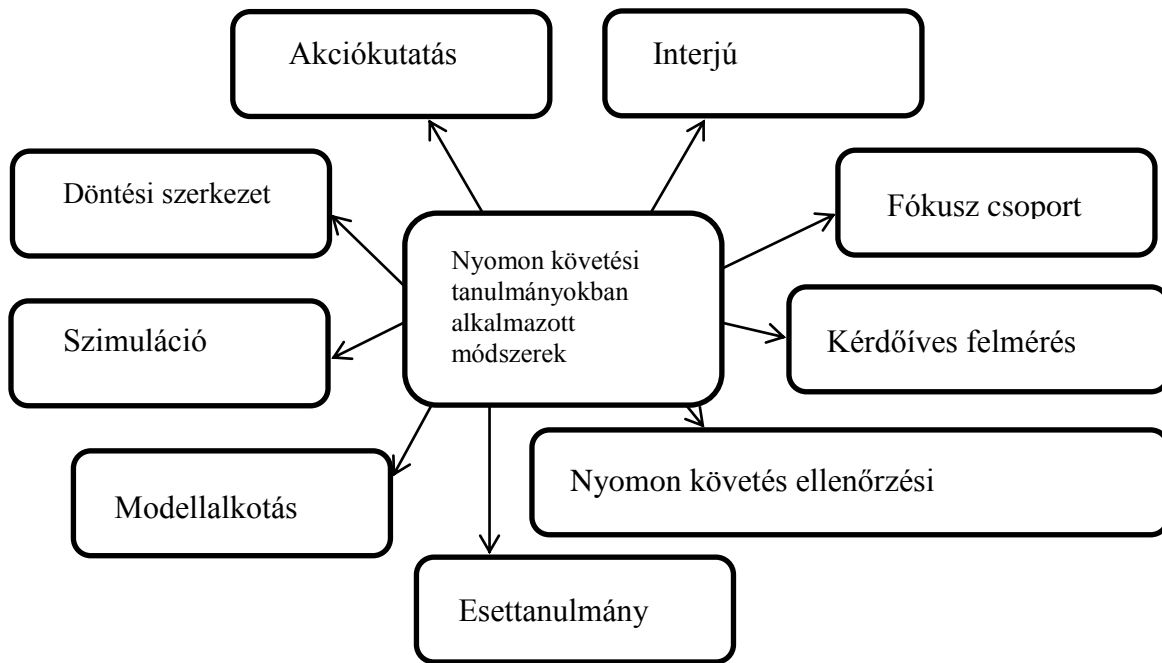 Akciókutatás
Interjú
Döntési szerkezet
Fókusz csoport
Nyomon követési
tanulmányokban
alkalmazott
módszerek
Szimuláció
Kérdőíves felmérés
Nyomon követés ellenőrzési
Modellalkotás
Esettanulmány